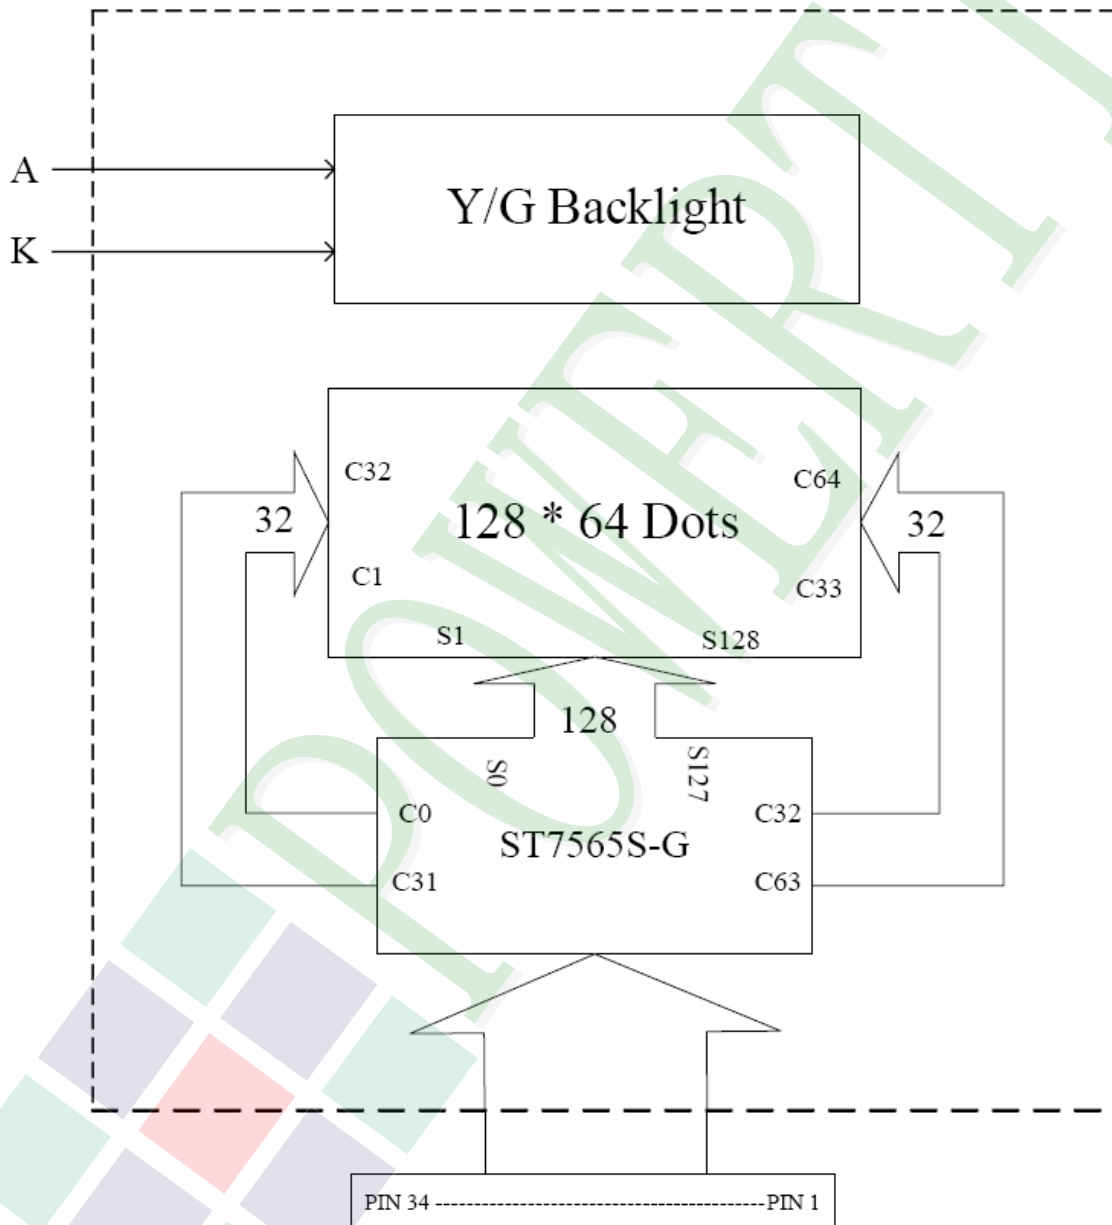 A
K
Y/G Backlight
C32
C64
32
128 * 64 Dots
32
C1
C33
S1
S128
128
S0
S127
C0
C32
ST7565S-G
C31
C63
PIN 34 ---------------------------------------------- PIN 1
POWERT